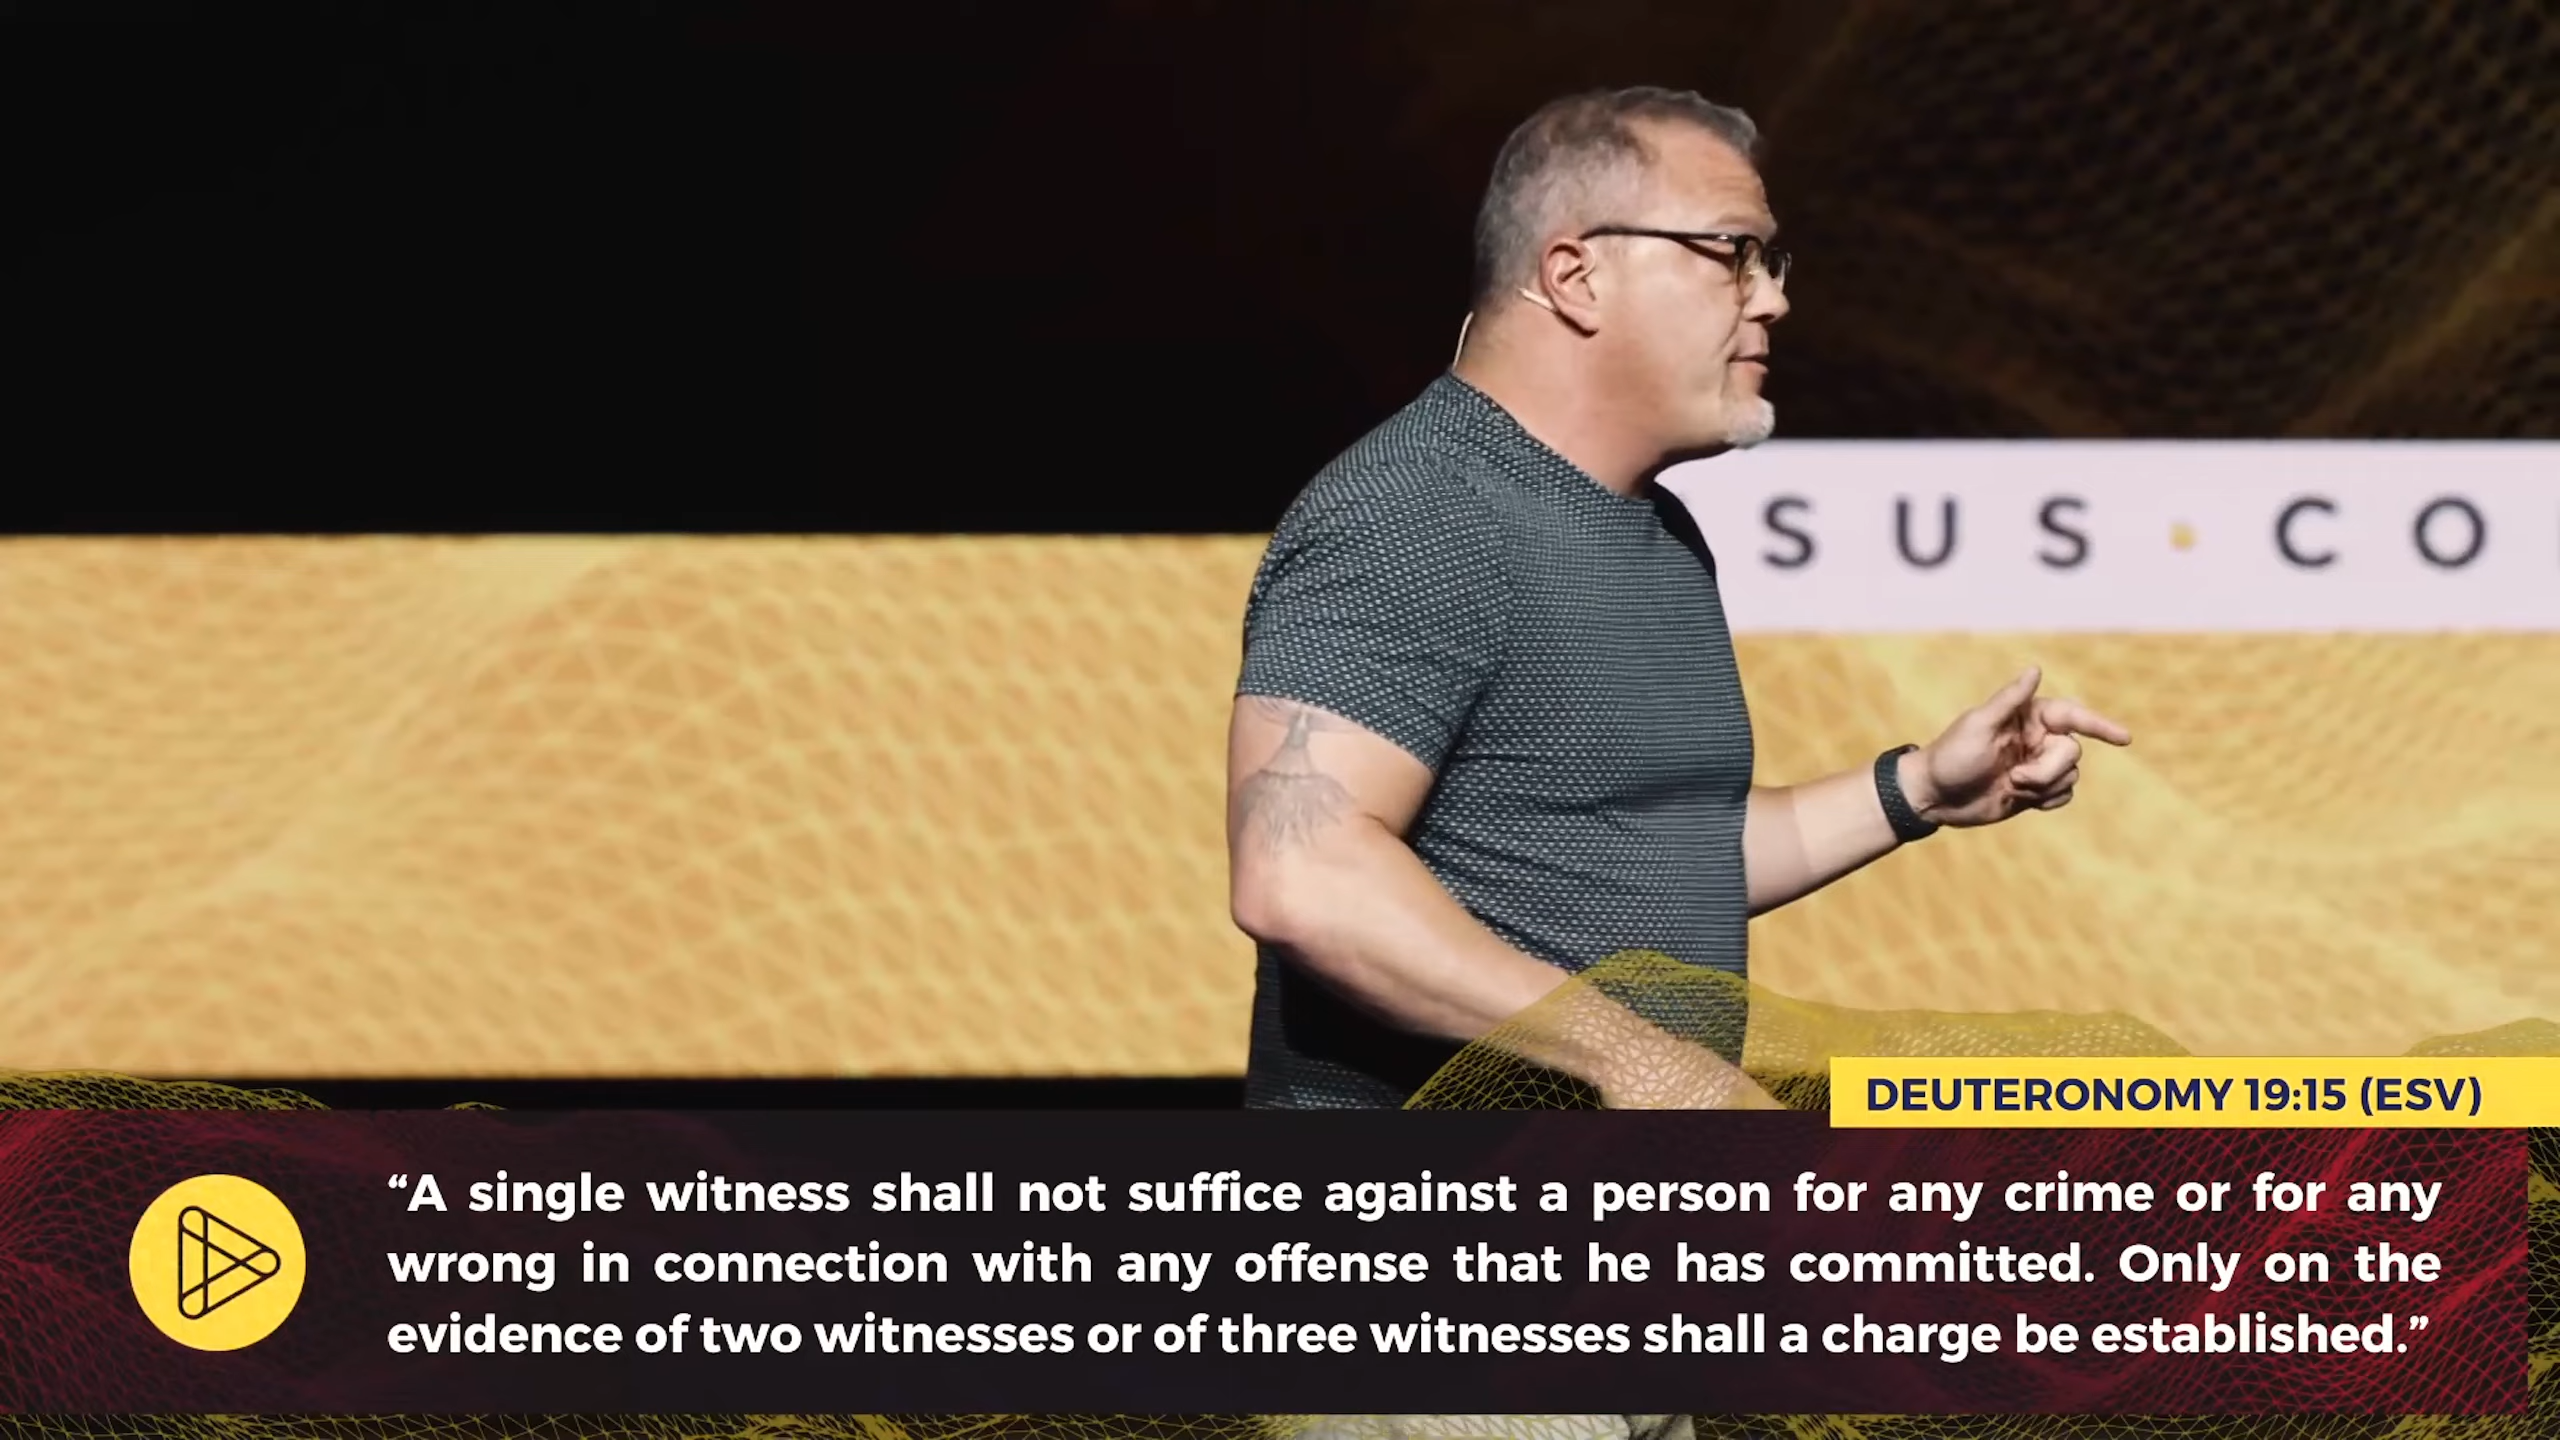 SUS·CO
DEUTERONOMY 19:15 (ESV)
“A single witness shall not suffice against a person for any crime or for any
wrong in connection with any offense that he has committed. Only on the
evidence of two witnesses or of three witnesses shall a charge be established.”